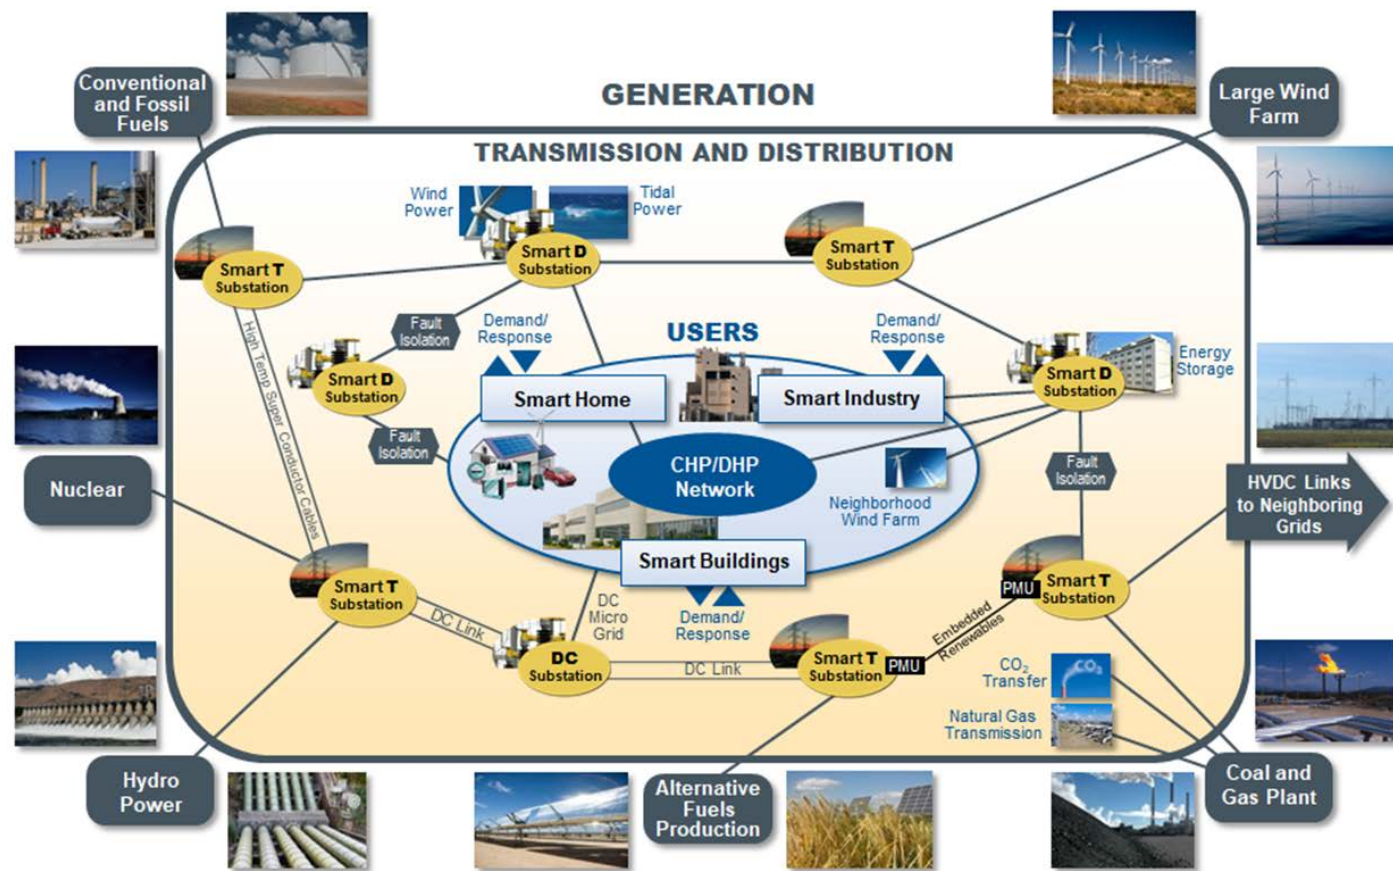 GENERATION
Conventional
and Fossil
Fuels
Large Wind
Farm
TRANSMISSION AND DISTRIBUTION
Wind
Power
Tidal
Power
Smart T
Substation
Smart D
Substation
Smart T
Substation
High Temp Super Conductor Cables
Fault
Isolation
Demand/
Response
USERS
Demand/
Response
Smart D
Substation
Smart Home
Smart Industry
Smart D
Substation
Energy
Storage
Fault
Isolation
CHP/DHP
Network
Neighborhood
Wind Farm
Fault
Isolation
Nuclear
HVDC Links
to Neighboring
Grids
Smart Buildings
Smart T
Substation
DC Link
DC
Micro
Grid
Demand/
Response
PMU
Smart T
Substation
Embedded
Renewables
DC
Substation
DC Link
Smart T
Substation
PMU
CO2
Transfer
CO2
Natural Gas
Transmission
Hydro
Power
Alternative
Fuels
Production
Coal and
Gas Plant